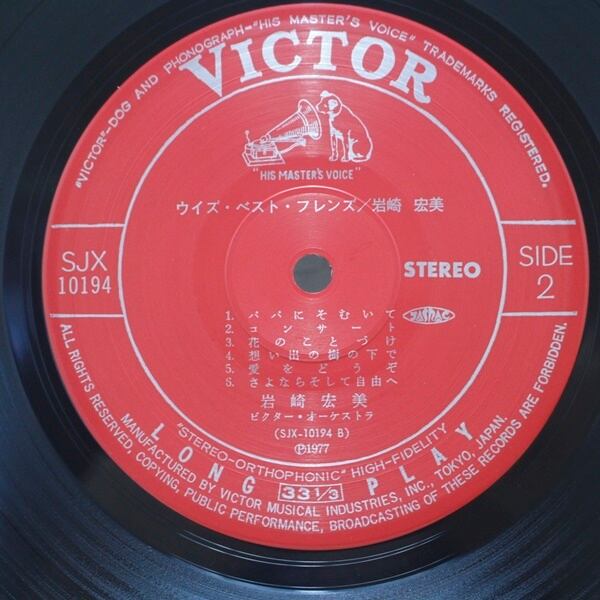 "VICTOR"-DOG AND PHONOGRAPH-"HIS MASTER'S VOICE" TRADEMARKS REGISTERED.
VICTOR
"HIS MASTER'S VOICE"
ウイズ・ベスト・フレンズ/岩崎 宏美
SJX
10194
STEREO
SIDE
2
1. パパにそむいて
2. コンサート
3. 花のことづけ
4. 想い出の樹の下で
5. 愛をどうぞ
6. さよならそして自由へ
JASRAC
岩崎宏美
ビクター・オーケストラ
(SJX-10194 B)
Ⓟ1977
"STEREO-ORTHOPHONIC" HIGH-FIDELITY
LONG 33 1/3 PLAY
MANUFACTURED BY VICTOR MUSICAL INDUSTRIES, INC., TOKYO, JAPAN.
ALL RIGHTS RESERVED, COPYING, PUBLIC PERFORMANCE, BROADCASTING OF THESE RECORDS ARE FORBIDDEN.